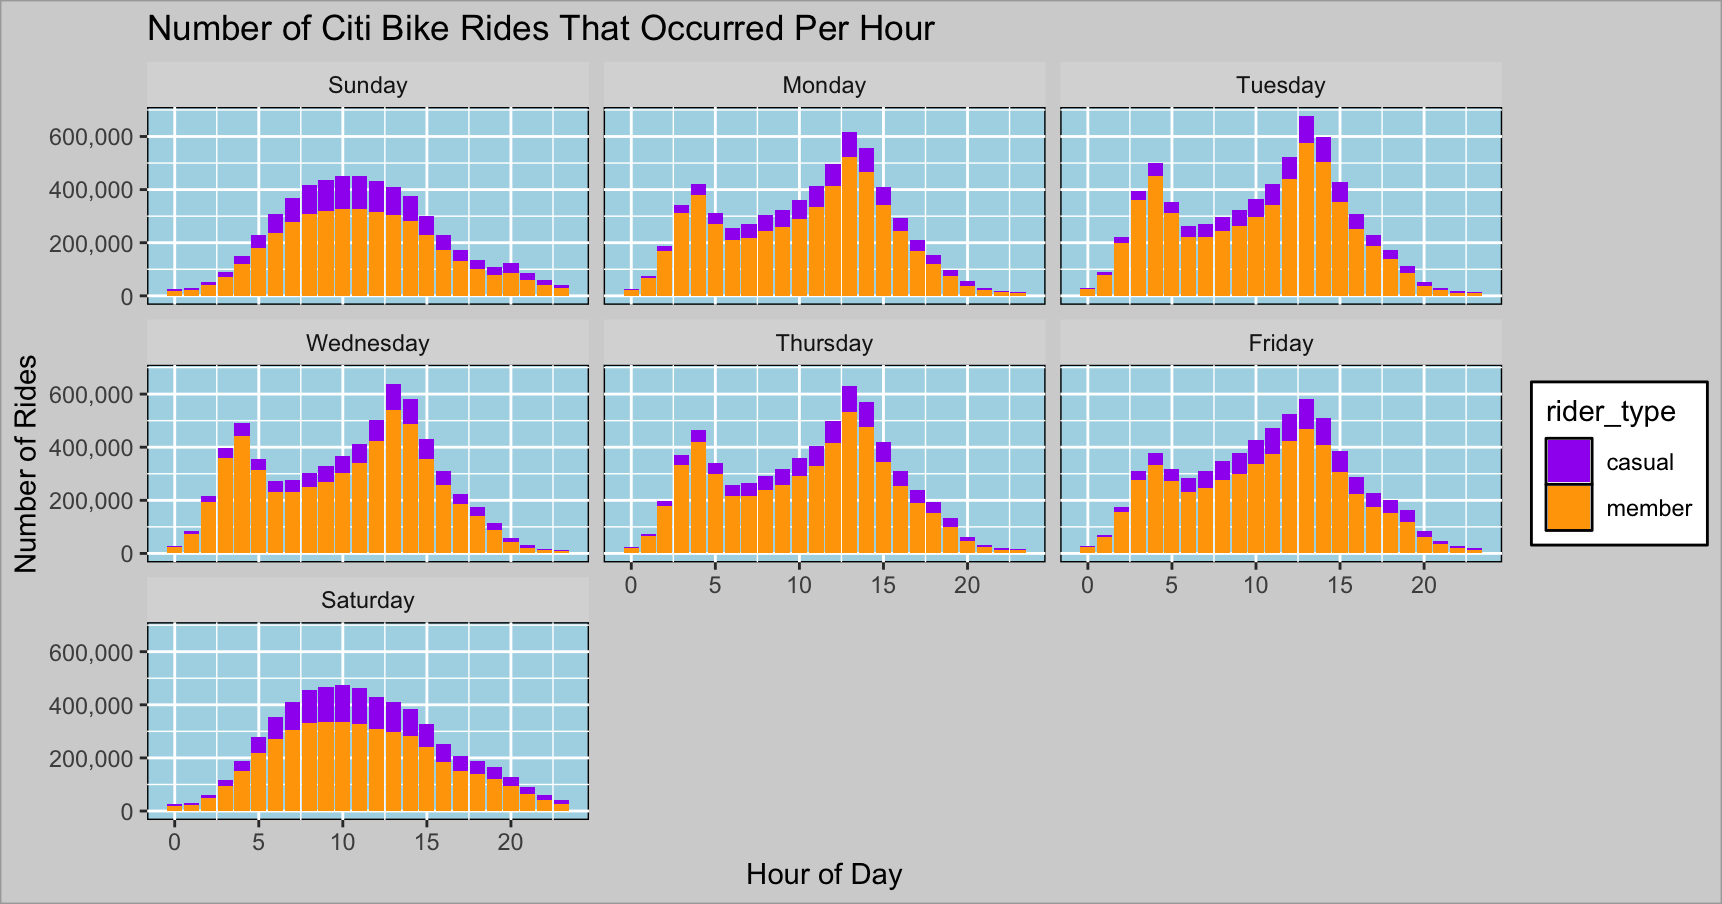 Number of Citi Bike Rides That Occurred Per Hour
Sunday
Monday
Tuesday
600,000
400,000
200,000
0
Wednesday
Thursday
Friday
600,000
400,000
200,000
0
0 5 10 15 20
0 5 10 15 20
Saturday
600,000
400,000
200,000
0
0 5 10 15 20
Number of Rides
Hour of Day
rider_type
casual
member